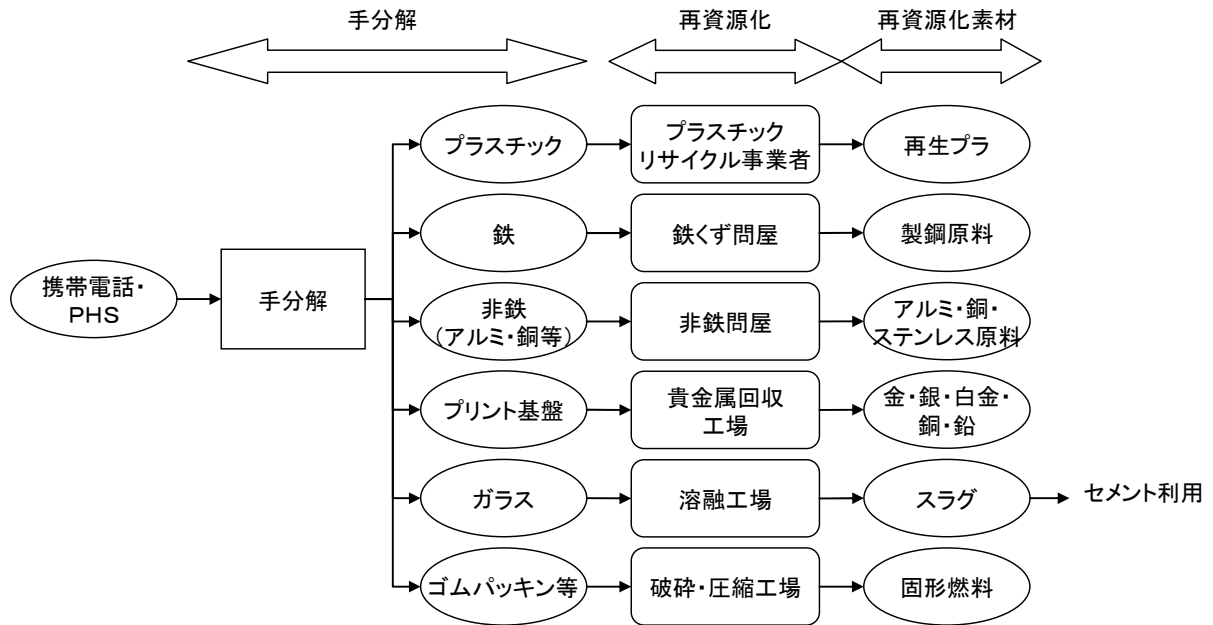 手分解
再資源化
再資源化素材
プラスチック
プラスチック
リサイクル事業者
再生プラ
鉄
鉄くず問屋
製鋼原料
携帯電話・
PHS
手分解
非鉄
(アルミ・銅等)
非鉄問屋
アルミ・銅・
ステンレス原料
プリント基盤
貴金属回収
工場
金・銀・白金・
銅・鉛
ガラス
溶融工場
スラグ
セメント利用
ゴムパッキン等
破砕・圧縮工場
固形燃料